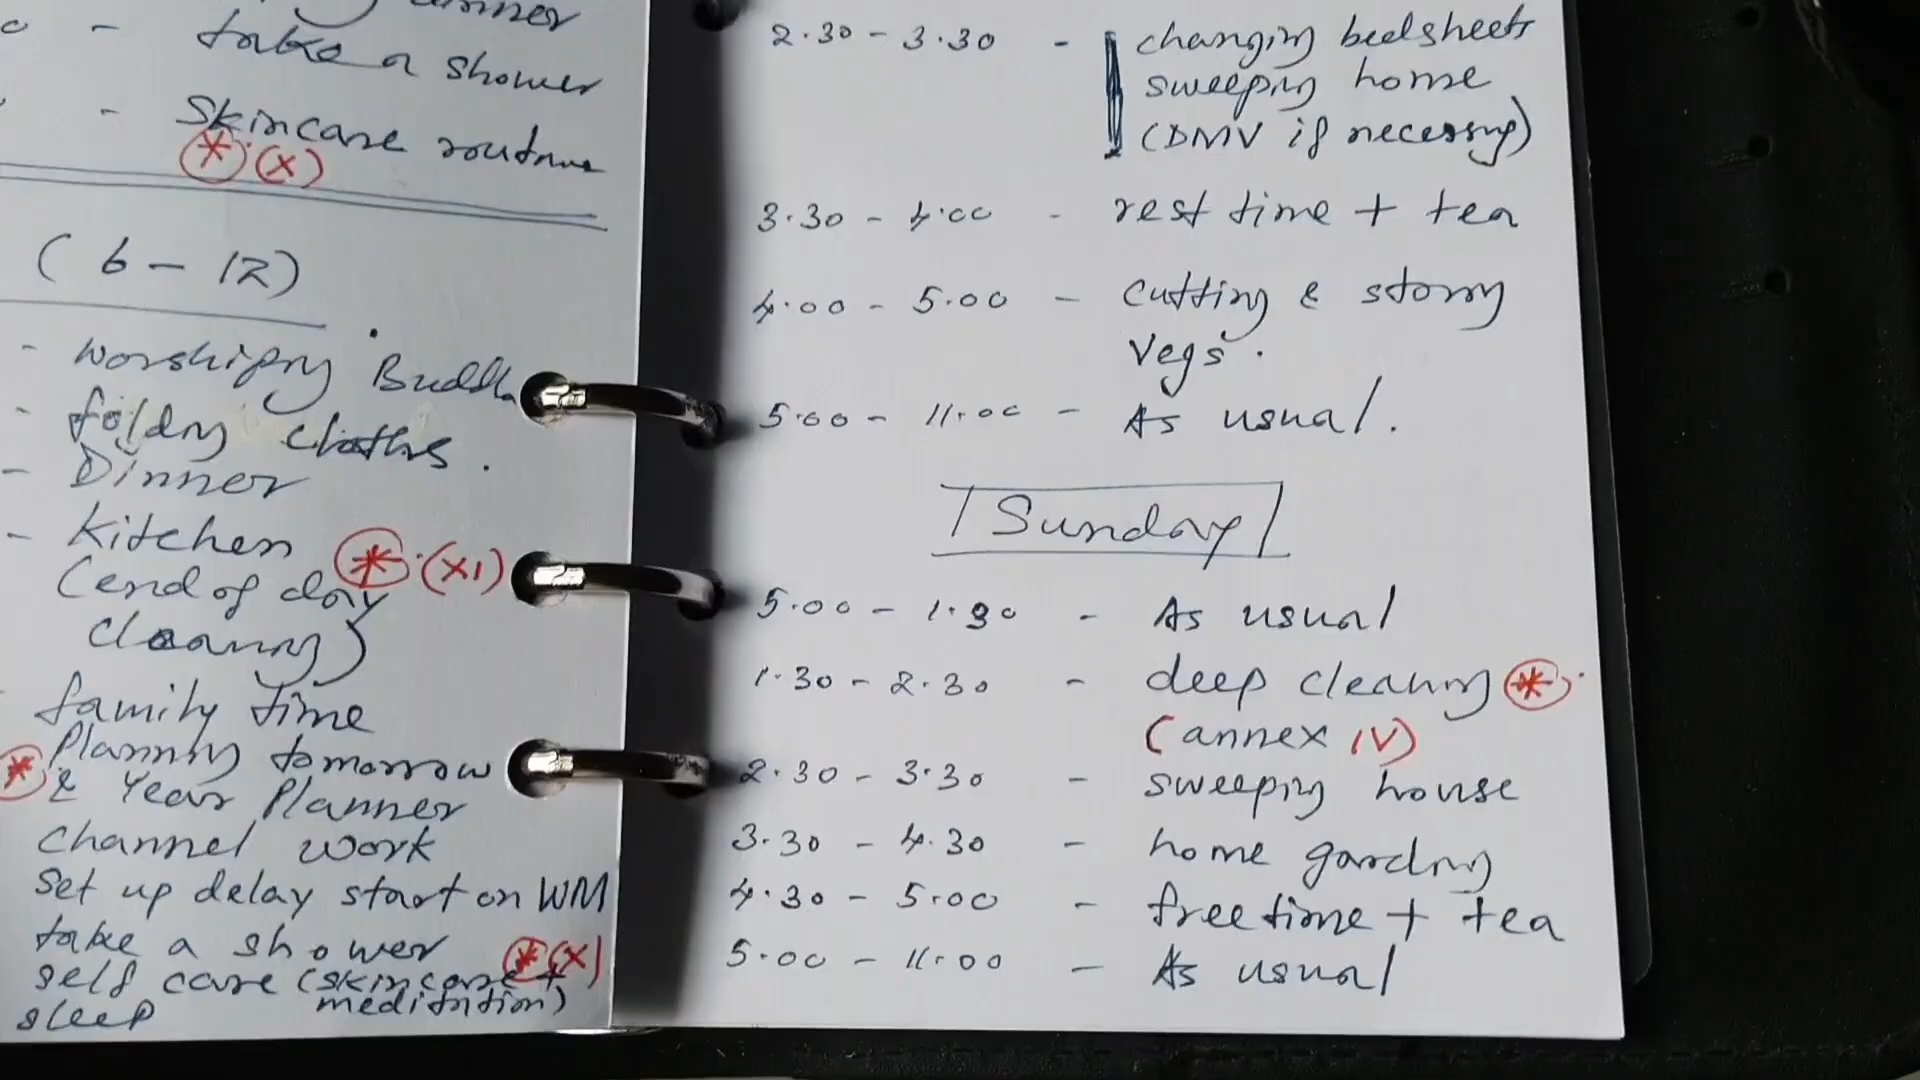 dinner
- take a shower
- Skincare routine
* (X)
(6 - 12)
- Worshiping Buddha
- folding clothes.
- Dinner
- Kitchen * (XI)
(end of day
cleaning)
family time
Planning tomorrow
* & Year Planner
channel work
set up delay start on WM
take a shower * (X)
self care (skincare +
meditation)
sleep
2.30 - 3.30 - changing bedsheets
sweeping home
(DMV if necessary)
3.30 - 4.00 - rest time + tea
4.00 - 5.00 - cutting & storing
vegs.
5.00 - 11.00 - As usual.
Sunday
5.00 - 1.30 - As usual
1.30 - 2.30 - deep cleaning *
(annex IV)
2.30 - 3.30 - sweeping house
3.30 - 4.30 - home garding
4.30 - 5.00 - free time + tea
5.00 - 11.00 - As usual